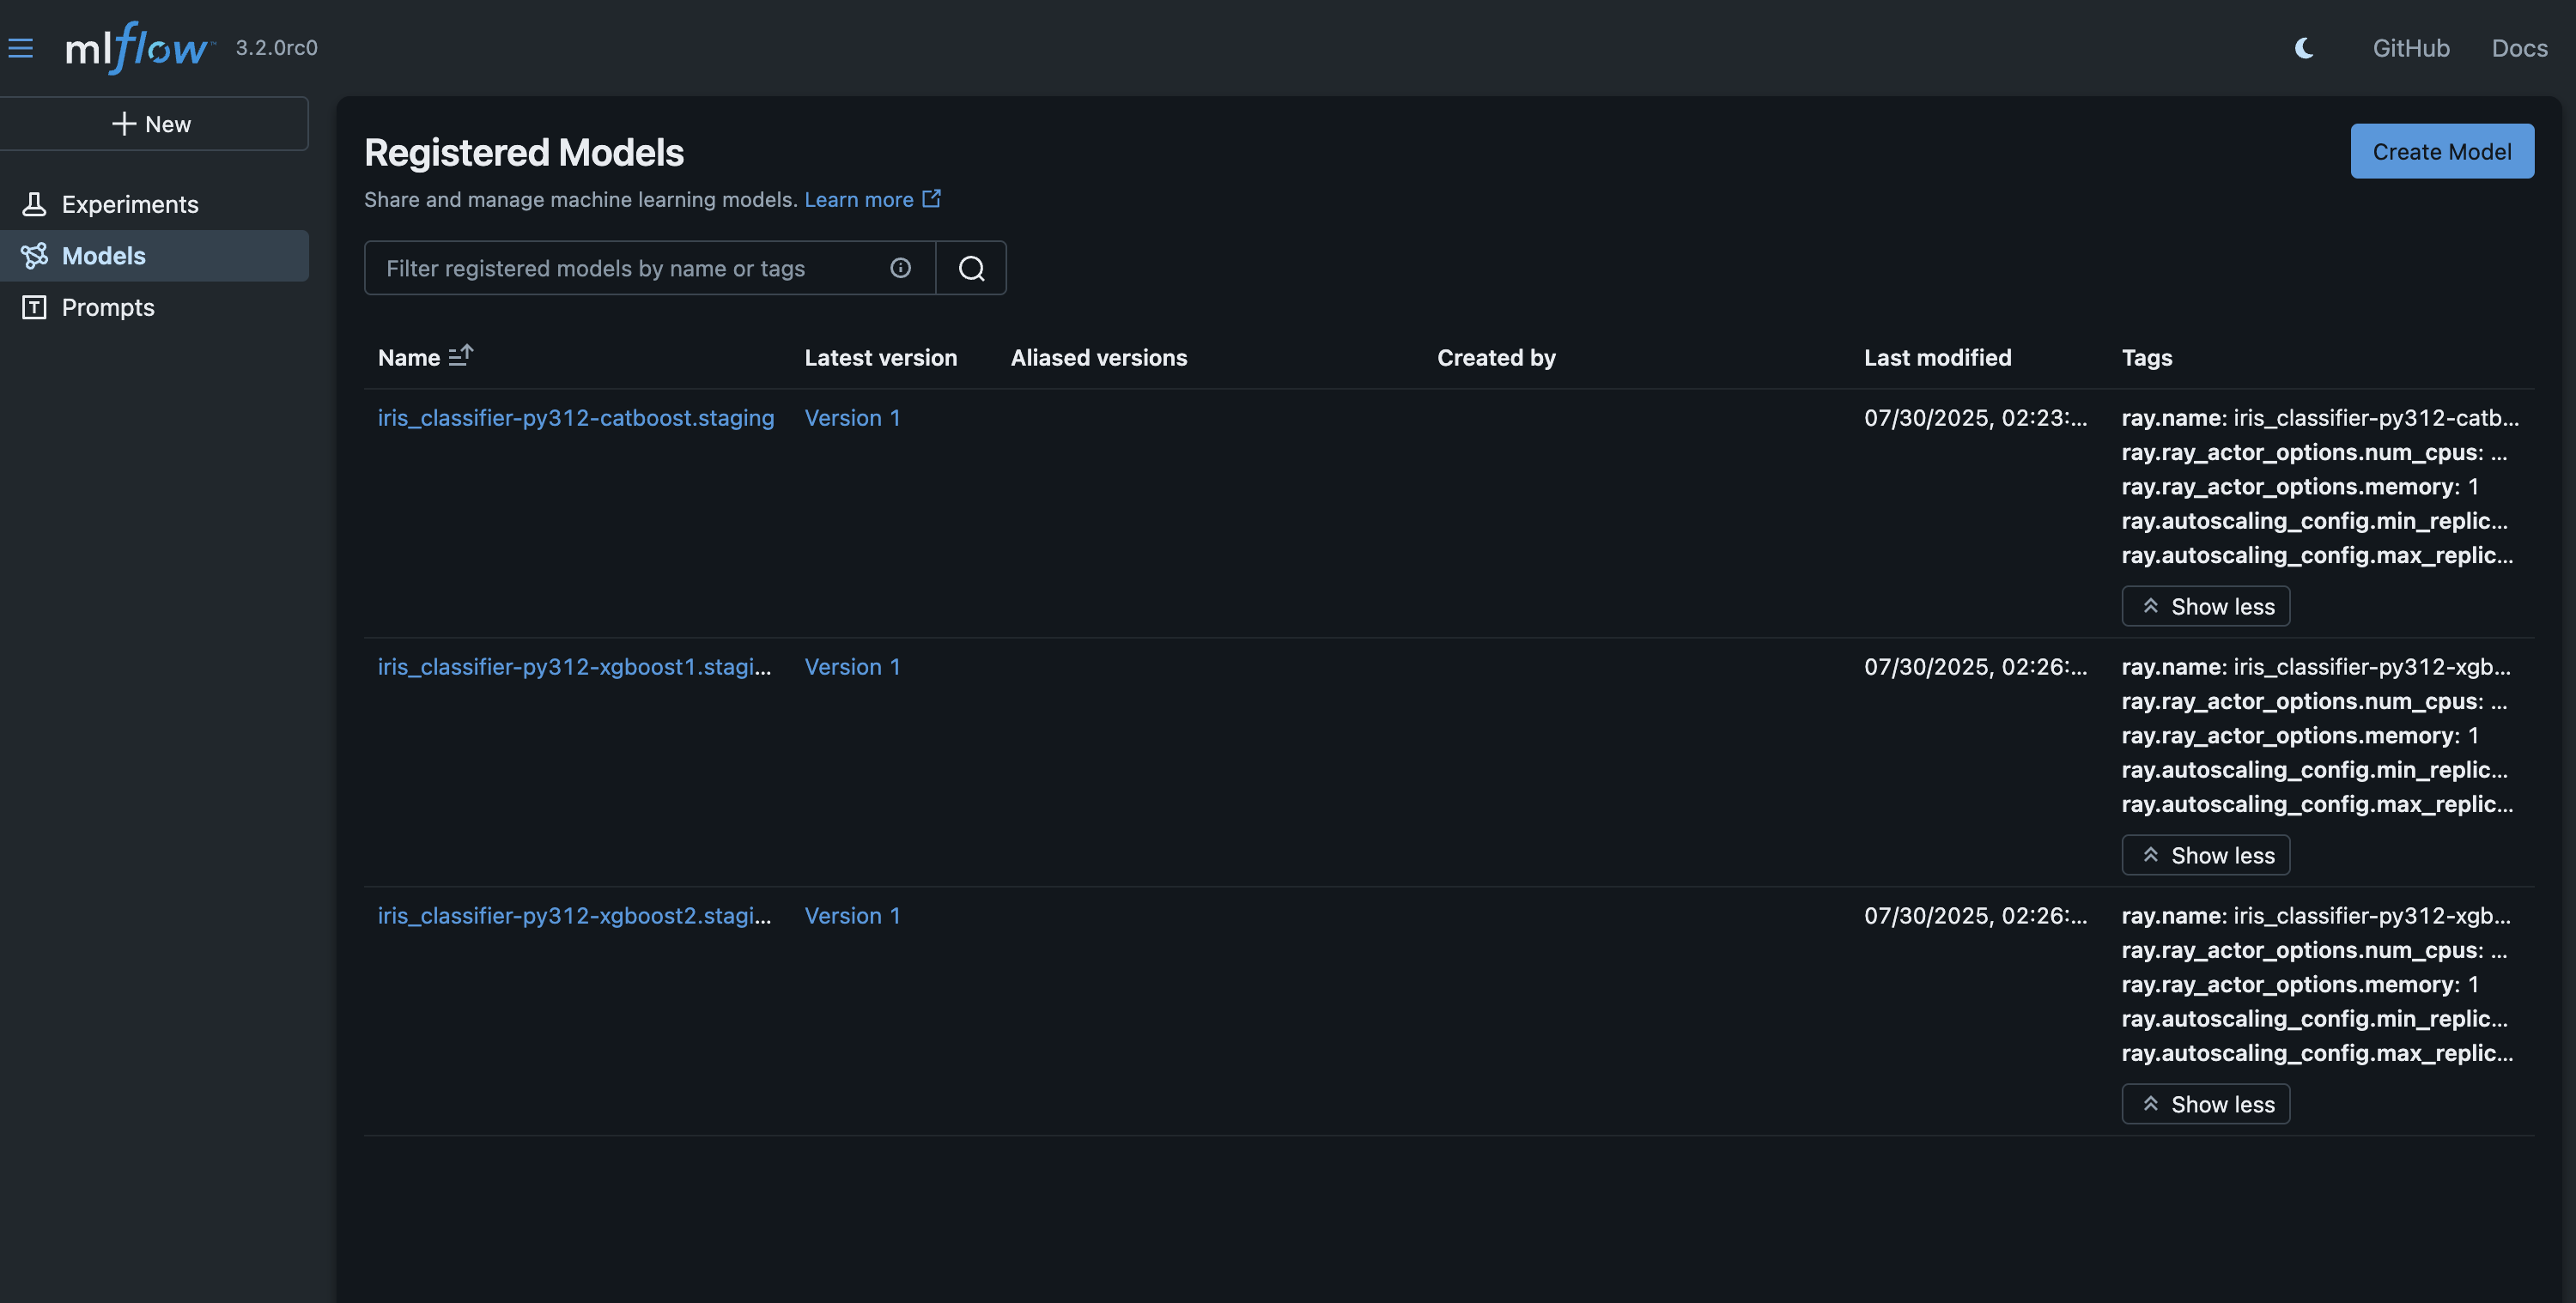 mlflow™ 3.2.0rc0
GitHub
Docs
New
Experiments
Models
Prompts
Registered Models
Create Model
Share and manage machine learning models. Learn more
Filter registered models by name or tags
Name Latest version Aliased versions Created by Last modified Tags
iris_classifier-py312-catboost.staging Version 1 07/30/2025, 02:23:... ray.name: iris_classifier-py312-catb...
ray.ray_actor_options.num_cpus: ...
ray.ray_actor_options.memory: 1
ray.autoscaling_config.min_replic...
ray.autoscaling_config.max_replic...
Show less
iris_classifier-py312-xgboost1.stagi... Version 1 07/30/2025, 02:26:... ray.name: iris_classifier-py312-xgb...
ray.ray_actor_options.num_cpus: ...
ray.ray_actor_options.memory: 1
ray.autoscaling_config.min_replic...
ray.autoscaling_config.max_replic...
Show less
iris_classifier-py312-xgboost2.stagi... Version 1 07/30/2025, 02:26:... ray.name: iris_classifier-py312-xgb...
ray.ray_actor_options.num_cpus: ...
ray.ray_actor_options.memory: 1
ray.autoscaling_config.min_replic...
ray.autoscaling_config.max_replic...
Show less